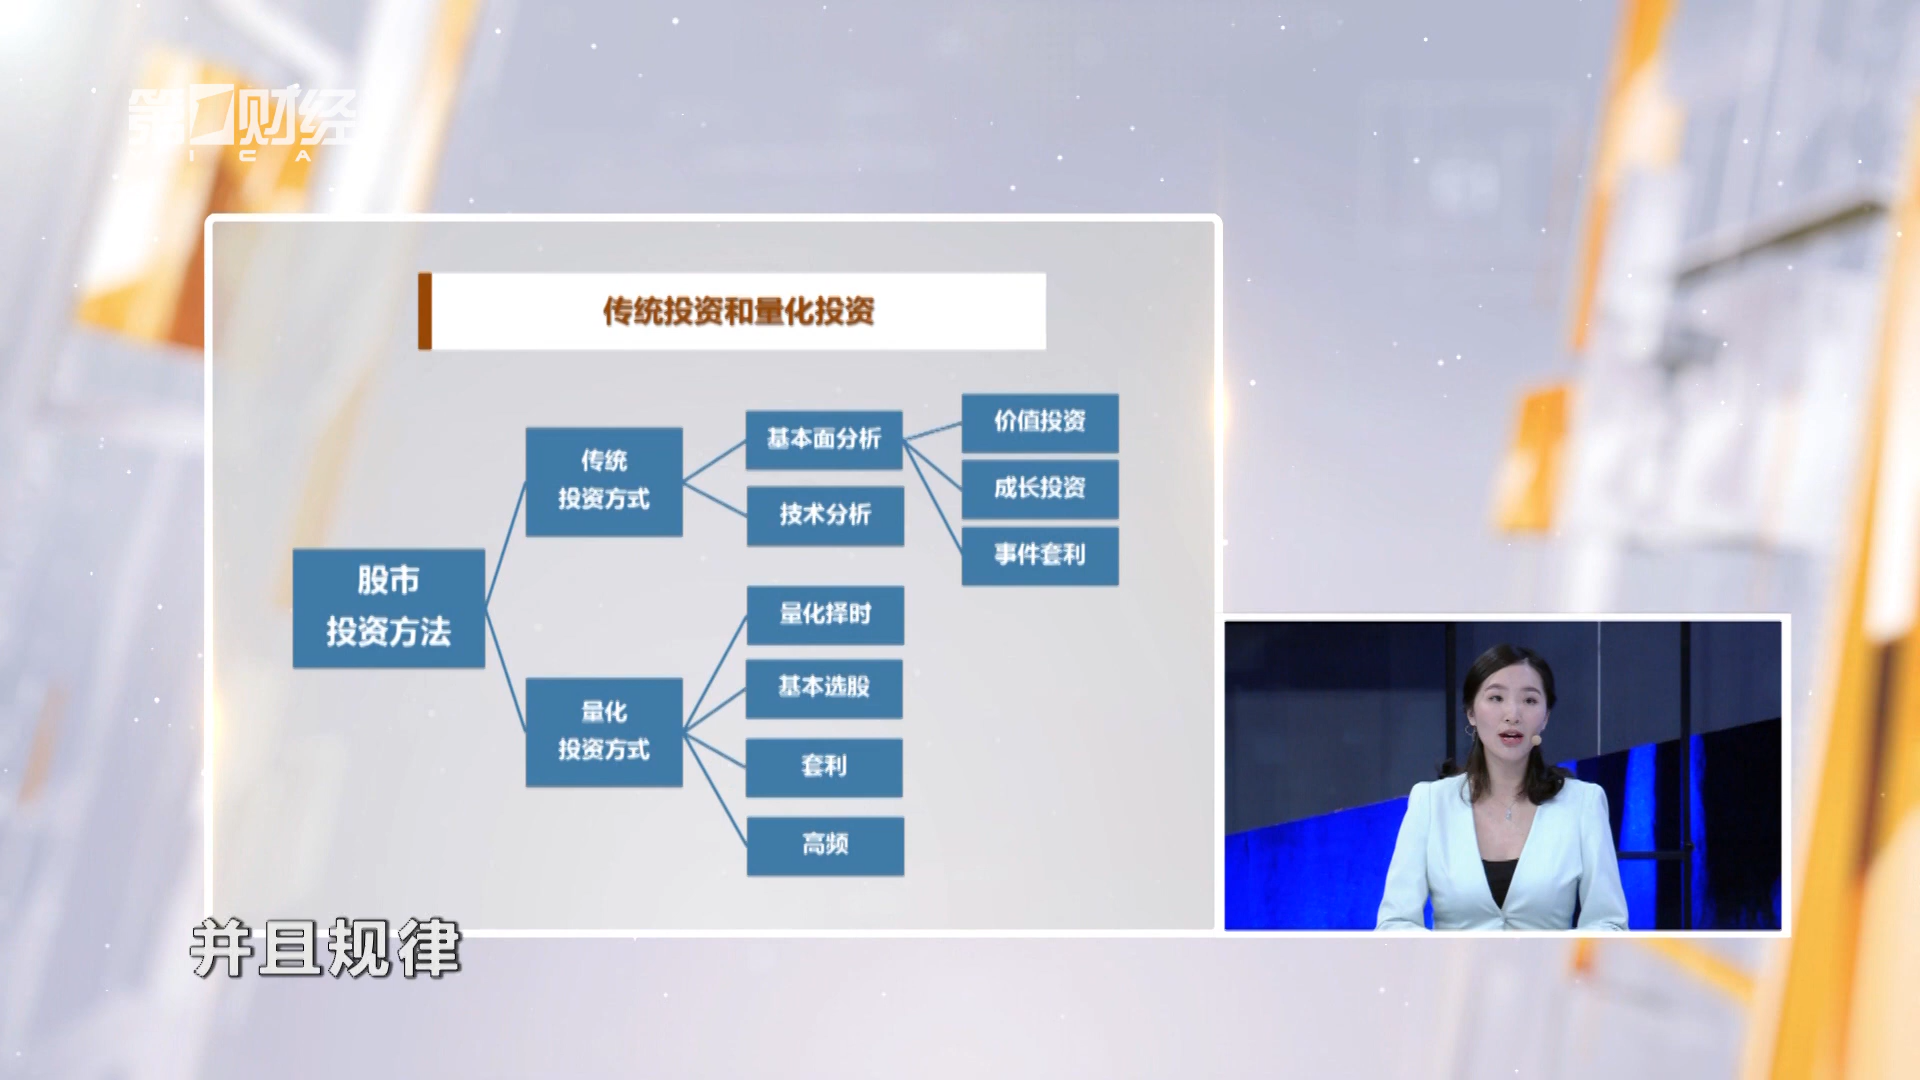 第一财经
ICA
传统投资和量化投资
股市
投资方法
传统
投资方式
基本面分析
技术分析
价值投资
成长投资
事件套利
量化
投资方式
量化择时
基本选股
套利
高频
并且规律